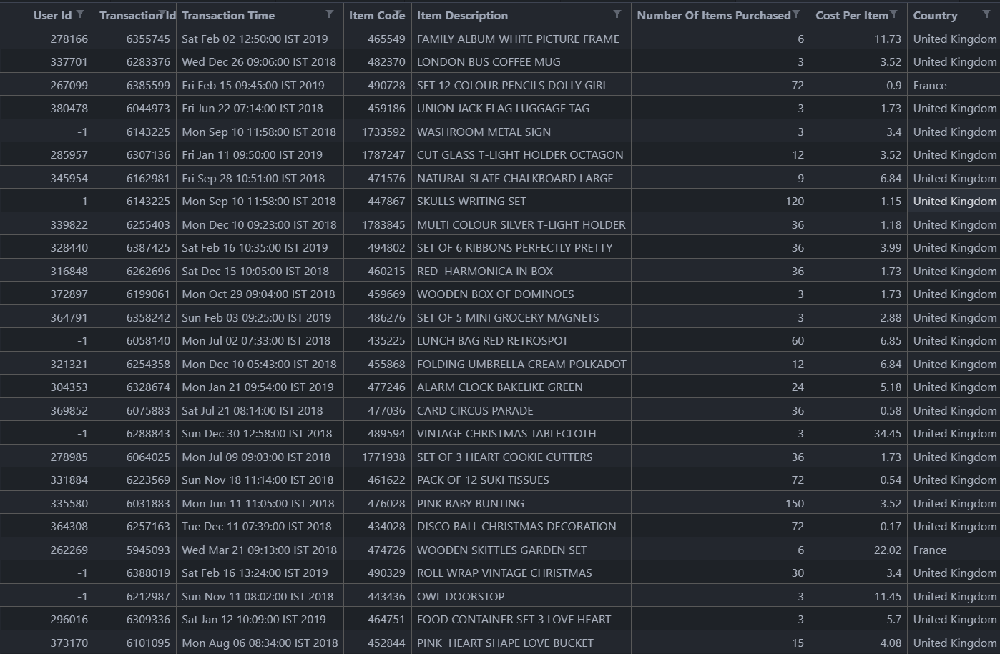 User Id Transaction Id Transaction Time Item Code Item Description Number Of Items Purchased Cost Per Item Country
278166 6355745 Sat Feb 02 12:50:00 IST 2019 465549 FAMILY ALBUM WHITE PICTURE FRAME 6 11.73 United Kingdom
337701 6283376 Wed Dec 26 09:06:00 IST 2018 482370 LONDON BUS COFFEE MUG 3 3.52 United Kingdom
267099 6385599 Fri Feb 15 09:45:00 IST 2019 490728 SET 12 COLOUR PENCILS DOLLY GIRL 72 0.9 France
380478 6044973 Fri Jun 22 07:14:00 IST 2018 459186 UNION JACK FLAG LUGGAGE TAG 3 1.73 United Kingdom
-1 6143225 Mon Sep 10 11:58:00 IST 2018 1733592 WASHROOM METAL SIGN 3 3.4 United Kingdom
285957 6307136 Fri Jan 11 09:50:00 IST 2019 1787247 CUT GLASS T-LIGHT HOLDER OCTAGON 12 3.52 United Kingdom
345954 6162981 Fri Sep 28 10:51:00 IST 2018 471576 NATURAL SLATE CHALKBOARD LARGE 9 6.84 United Kingdom
-1 6143225 Mon Sep 10 11:58:00 IST 2018 447867 SKULLS WRITING SET 120 1.15 United Kingdom
339822 6255403 Mon Dec 10 09:23:00 IST 2018 1783845 MULTI COLOUR SILVER T-LIGHT HOLDER 36 1.18 United Kingdom
328440 6387425 Sat Feb 16 10:35:00 IST 2019 494802 SET OF 6 RIBBONS PERFECTLY PRETTY 36 3.99 United Kingdom
316848 6262696 Sat Dec 15 10:05:00 IST 2018 460215 RED  HARMONICA IN BOX 36 1.73 United Kingdom
372897 6199061 Mon Oct 29 09:04:00 IST 2018 459669 WOODEN BOX OF DOMINOES 3 1.73 United Kingdom
364791 6358242 Sun Feb 03 09:25:00 IST 2019 486276 SET OF 5 MINI GROCERY MAGNETS 3 2.88 United Kingdom
-1 6058140 Mon Jul 02 07:33:00 IST 2018 435225 LUNCH BAG RED RETROSPOT 60 6.85 United Kingdom
321321 6254358 Mon Dec 10 05:43:00 IST 2018 455868 FOLDING UMBRELLA CREAM POLKADOT 12 6.84 United Kingdom
304353 6328674 Mon Jan 21 09:54:00 IST 2019 477246 ALARM CLOCK BAKELIKE GREEN 24 5.18 United Kingdom
369852 6075883 Sat Jul 21 08:14:00 IST 2018 477036 CARD CIRCUS PARADE 36 0.58 United Kingdom
-1 6288843 Sun Dec 30 12:58:00 IST 2018 489594 VINTAGE CHRISTMAS TABLECLOTH 3 34.45 United Kingdom
278985 6064025 Mon Jul 09 09:03:00 IST 2018 1771938 SET OF 3 HEART COOKIE CUTTERS 36 1.73 United Kingdom
331884 6223569 Sun Nov 18 11:14:00 IST 2018 461622 PACK OF 12 SUKI TISSUES 72 0.54 United Kingdom
335580 6031883 Mon Jun 11 11:05:00 IST 2018 476028 PINK BABY BUNTING 150 3.52 United Kingdom
364308 6257163 Tue Dec 11 07:39:00 IST 2018 434028 DISCO BALL CHRISTMAS DECORATION 72 0.17 United Kingdom
262269 5945093 Wed Mar 21 09:13:00 IST 2018 474726 WOODEN SKITTLES GARDEN SET 6 22.02 France
-1 6388019 Sat Feb 16 13:24:00 IST 2019 490329 ROLL WRAP VINTAGE CHRISTMAS 30 3.4 United Kingdom
-1 6212987 Sun Nov 11 08:02:00 IST 2018 443436 OWL DOORSTOP 3 11.45 United Kingdom
296016 6309336 Sat Jan 12 10:09:00 IST 2019 464751 FOOD CONTAINER SET 3 LOVE HEART 3 5.7 United Kingdom
373170 6101095 Mon Aug 06 08:34:00 IST 2018 452844 PINK  HEART SHAPE LOVE BUCKET 15 4.08 United Kingdom